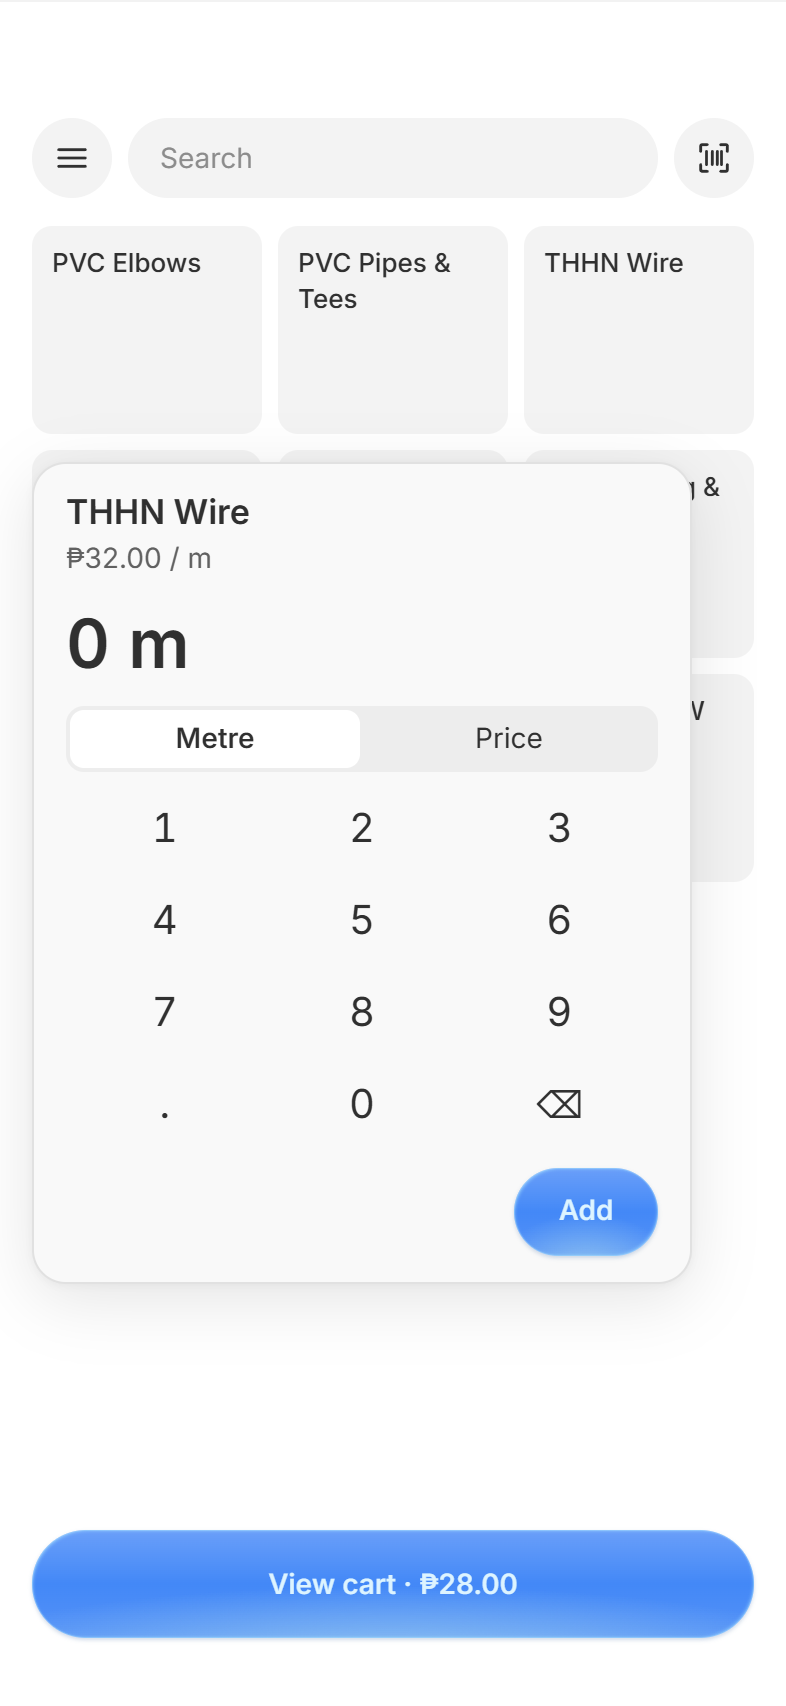 Search
PVC Elbows
PVC Pipes &
Tees
THHN Wire
&
THHN Wire
₱32.00 / m
0 m
Metre
Price
1
2
3
4
5
6
7
8
9
.
0
Add
View cart · ₱28.00